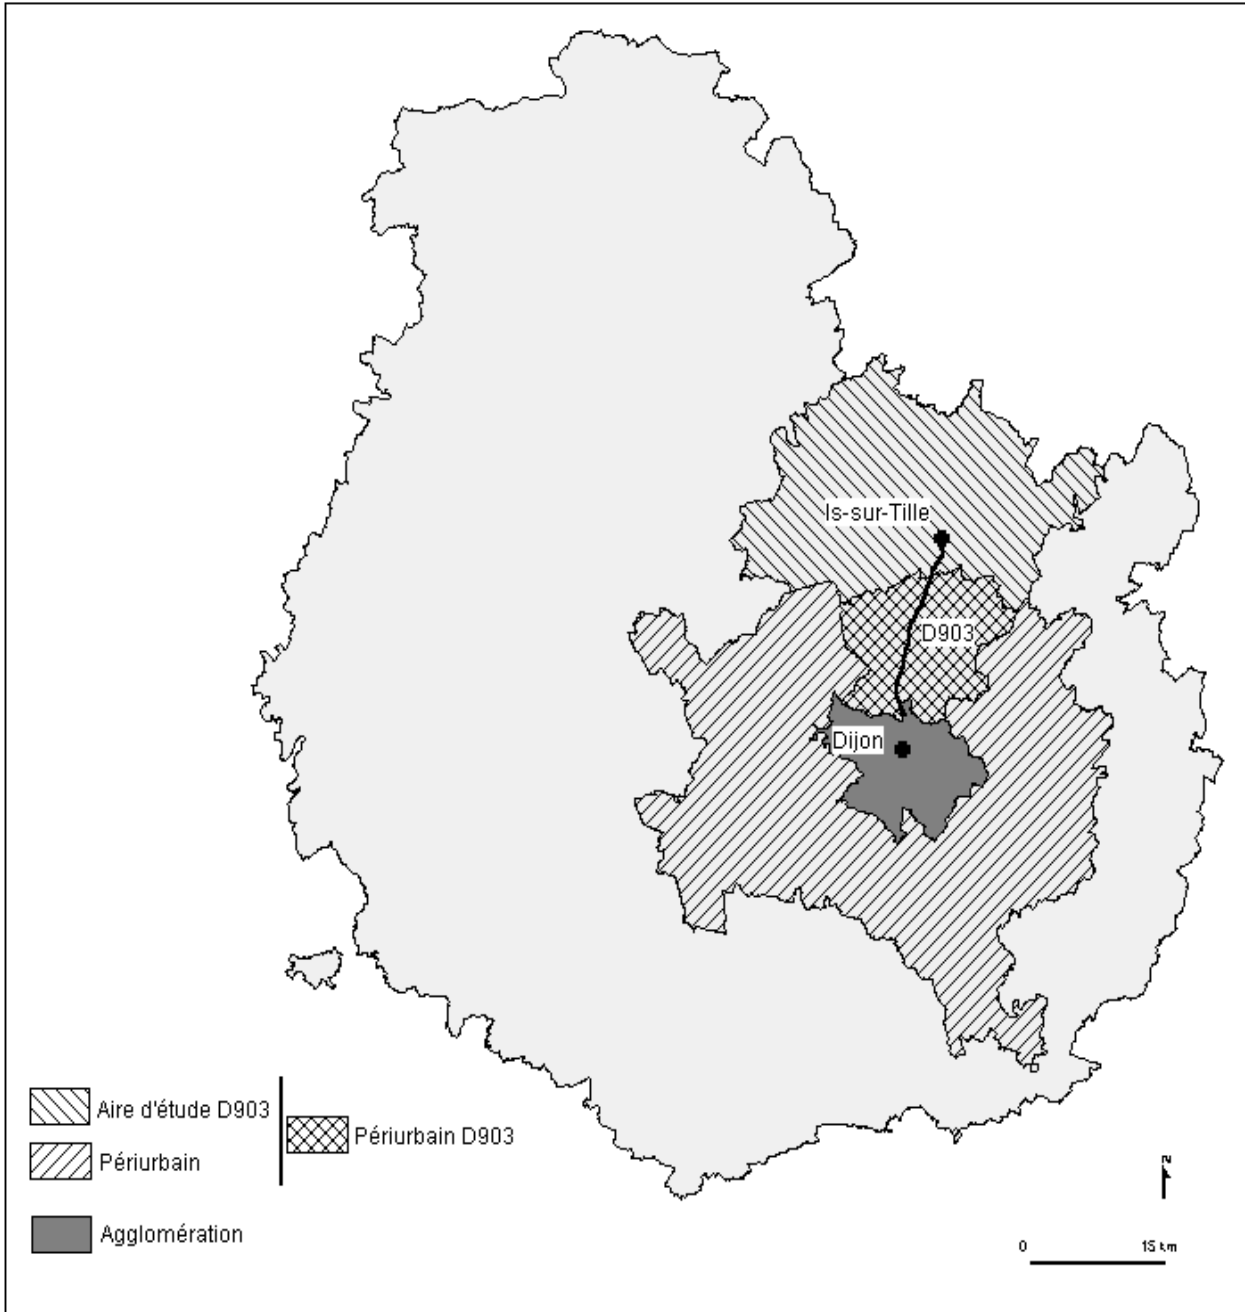 Is-sur-Tille
D903
Dijon
Aire d'étude D903
Périurbain D903
Périurbain
Agglomération
N
0 15 km